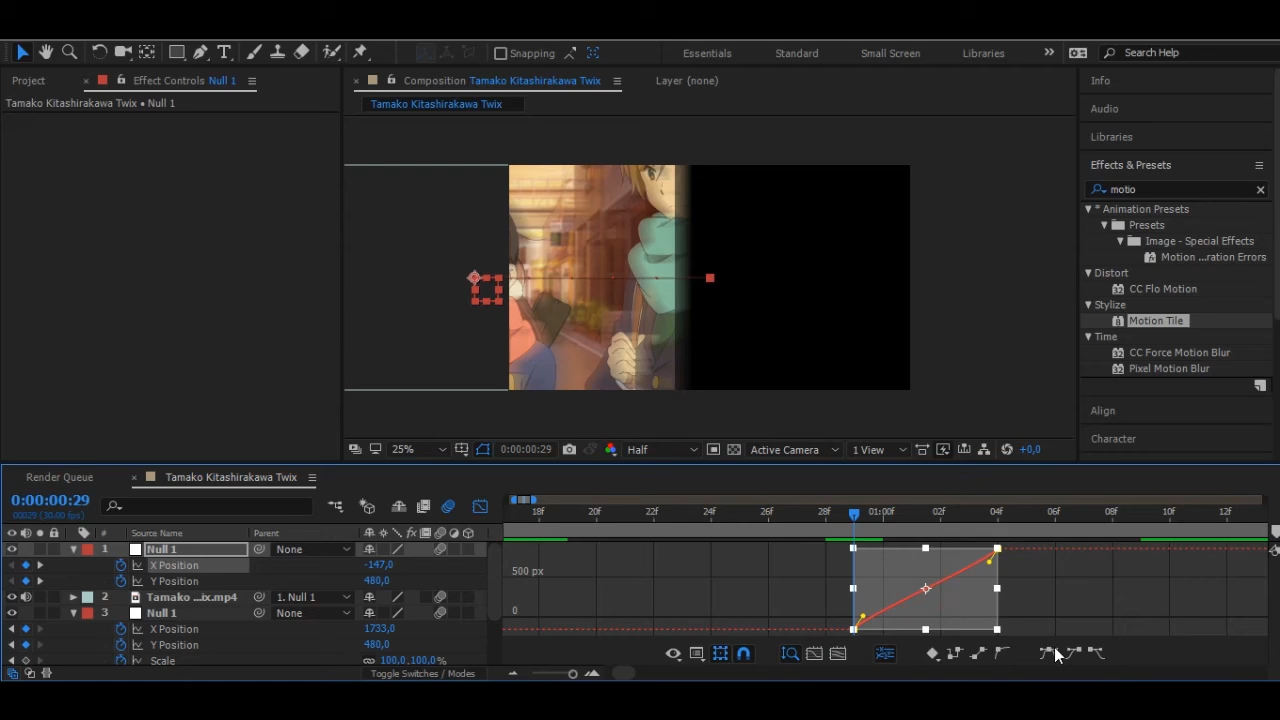 Snapping Essentials Standard Small Screen Libraries Search Help
Project Effect Controls Null 1 Composition Tamako Kitashirakawa Twix Layer (none) Info
Tamako Kitashirakawa Twix • Null 1 Tamako Kitashirakawa Twix Audio
Libraries
Effects & Presets
motio
* Animation Presets
Presets
Image - Special Effects
Motion ...ration Errors
Distort
CC Flo Motion
Stylize
Motion Tile
Time
CC Force Motion Blur
Pixel Motion Blur
Align
Character
25% 0:00:00:29 Half Active Camera 1 View +0,0
Render Queue Tamako Kitashirakawa Twix
0:00:00:29
00029 (30.00 fps)
# Source Name Parent 18f 20f 22f 24f 26f 28f 01:00f 02f 04f 06f 08f 10f 12f
1 Null 1 None
X Position -147,0 500 px
Y Position 480,0
2 Tamako ...ix.mp4 1. Null 1
3 Null 1 None 0
X Position 1733,0
Y Position 480,0
Scale 100,0,100,0%
Toggle Switches / Modes